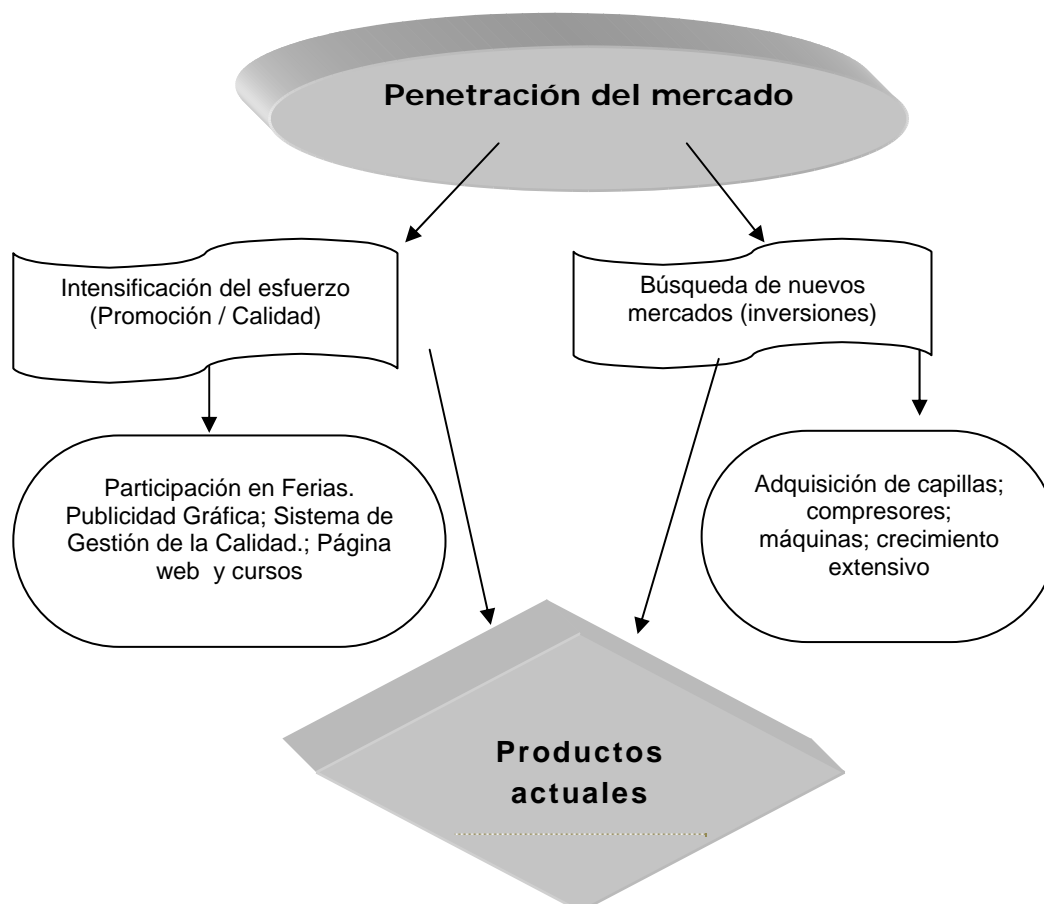 Penetración del mercado
Intensificación del esfuerzo
(Promoción / Calidad)
Búsqueda de nuevos
mercados (inversiones)
Participación en Ferias.
Publicidad Gráfica; Sistema de
Gestión de la Calidad.; Página
web y cursos
Adquisición de capillas;
compresores;
máquinas; crecimiento
extensivo
Productos
actuales